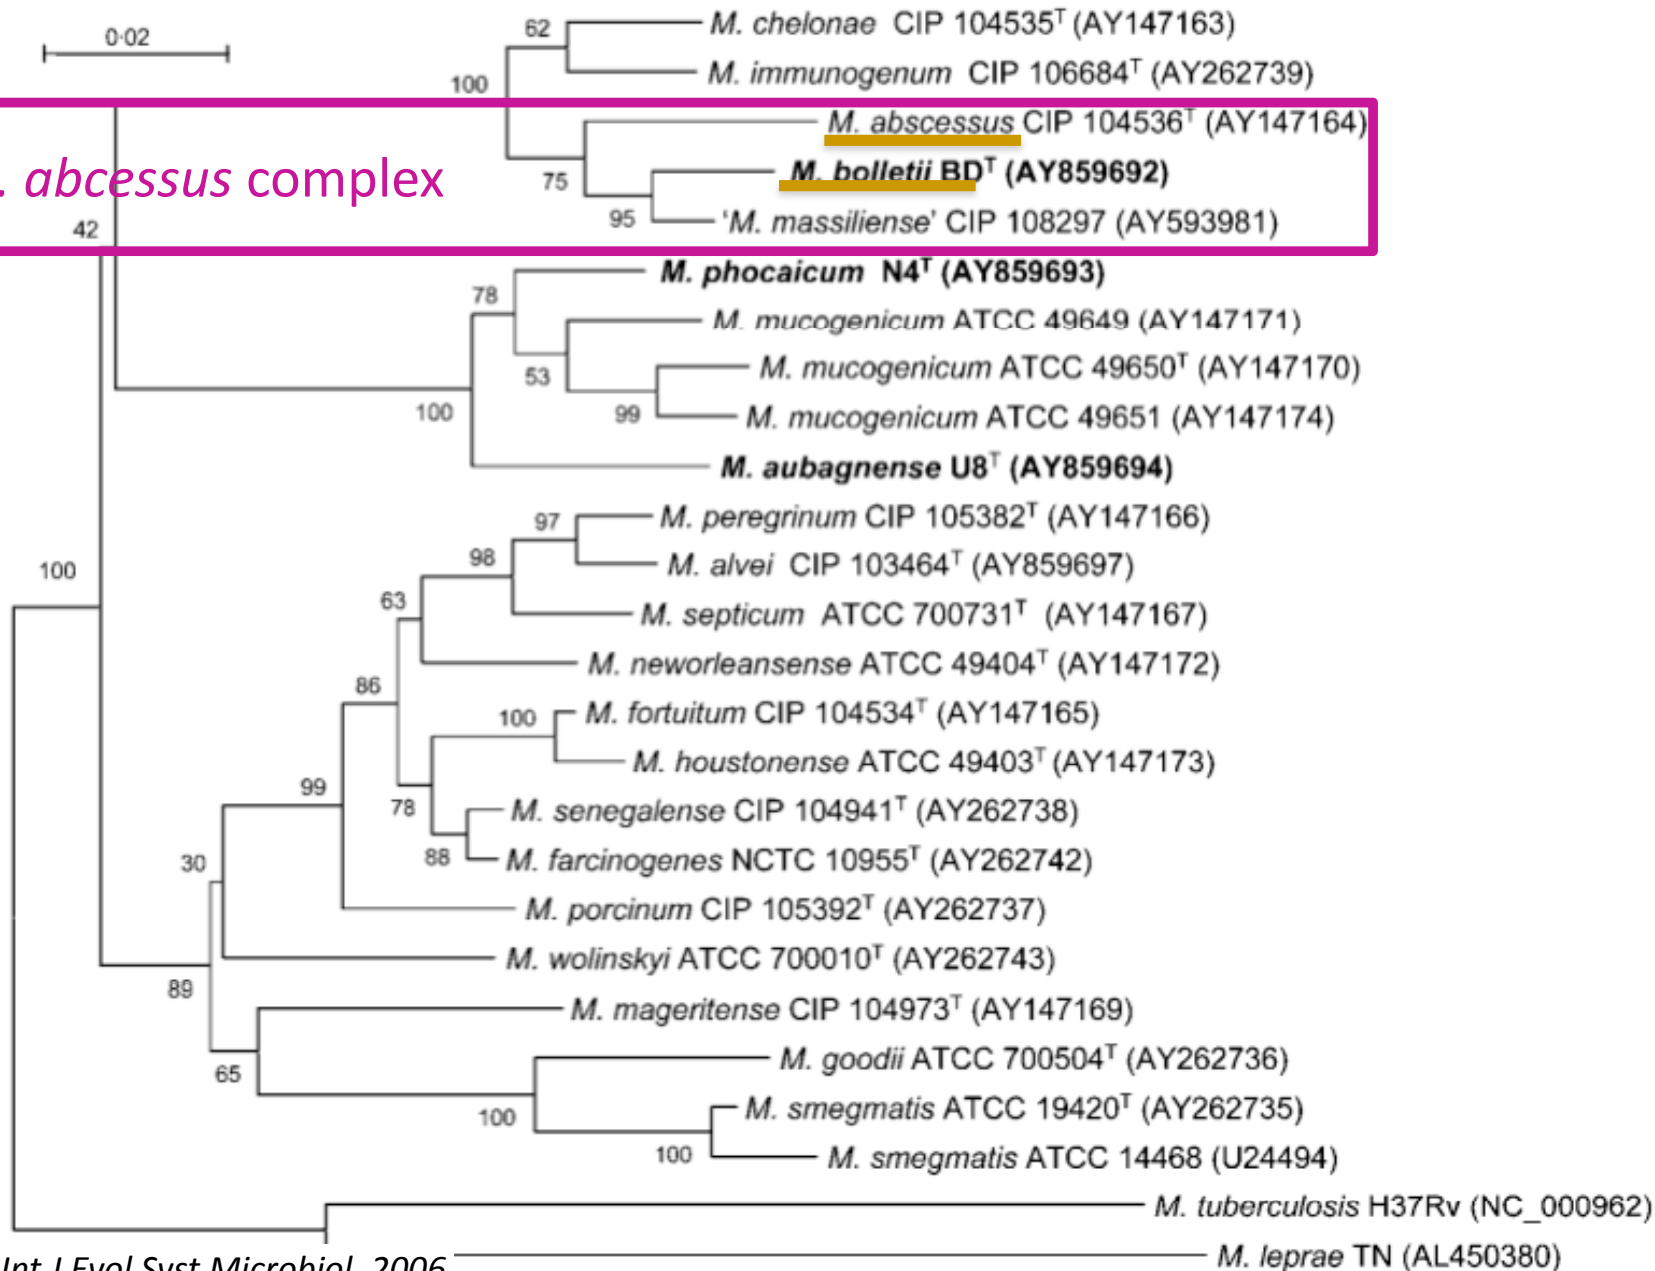 0·02
62
M. chelonae CIP 104535T (AY147163)
100
M. immunogenum CIP 106684T (AY262739)
M. abscessus CIP 104536T (AY147164)
. abcessus complex
75
M. bolletii BDT (AY859692)
95
'M. massiliense' CIP 108297 (AY593981)
42
M. phocaicum N4T (AY859693)
78
M. mucogenicum ATCC 49649 (AY147171)
53
M. mucogenicum ATCC 49650T (AY147170)
100
99
M. mucogenicum ATCC 49651 (AY147174)
M. aubagnense U8T (AY859694)
97
M. peregrinum CIP 105382T (AY147166)
98
M. alvei CIP 103464T (AY859697)
100
63
M. septicum ATCC 700731T (AY147167)
M. neworleansense ATCC 49404T (AY147172)
86
100
M. fortuitum CIP 104534T (AY147165)
M. houstonense ATCC 49403T (AY147173)
99
78
M. senegalense CIP 104941T (AY262738)
88
M. farcinogenes NCTC 10955T (AY262742)
30
M. porcinum CIP 105392T (AY262737)
M. wolinskyi ATCC 700010T (AY262743)
89
M. mageritense CIP 104973T (AY147169)
65
M. goodii ATCC 700504T (AY262736)
100
M. smegmatis ATCC 19420T (AY262735)
100
M. smegmatis ATCC 14468 (U24494)
M. tuberculosis H37Rv (NC_000962)
Int J Evol Syst Microbiol, 2006
M. leprae TN (AL450380)